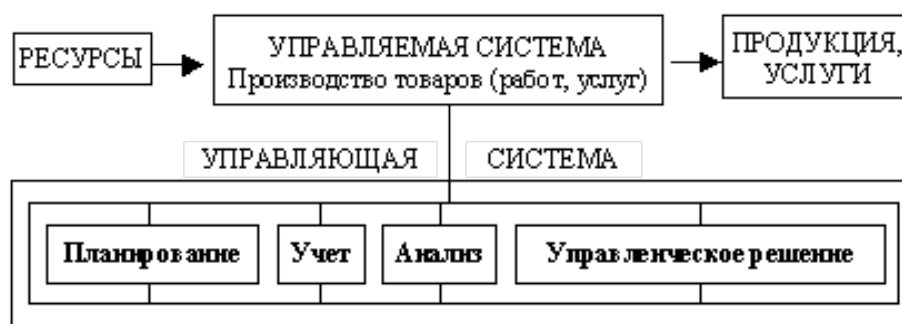 РЕСУРСЫ
УПРАВЛЯЕМАЯ СИСТЕМА
Производство товаров (работ, услуг)
ПРОДУКЦИЯ,
УСЛУГИ
УПРАВЛЯЮЩАЯ СИСТЕМА
Планирование
Учет
Анализ
Управленческое решение